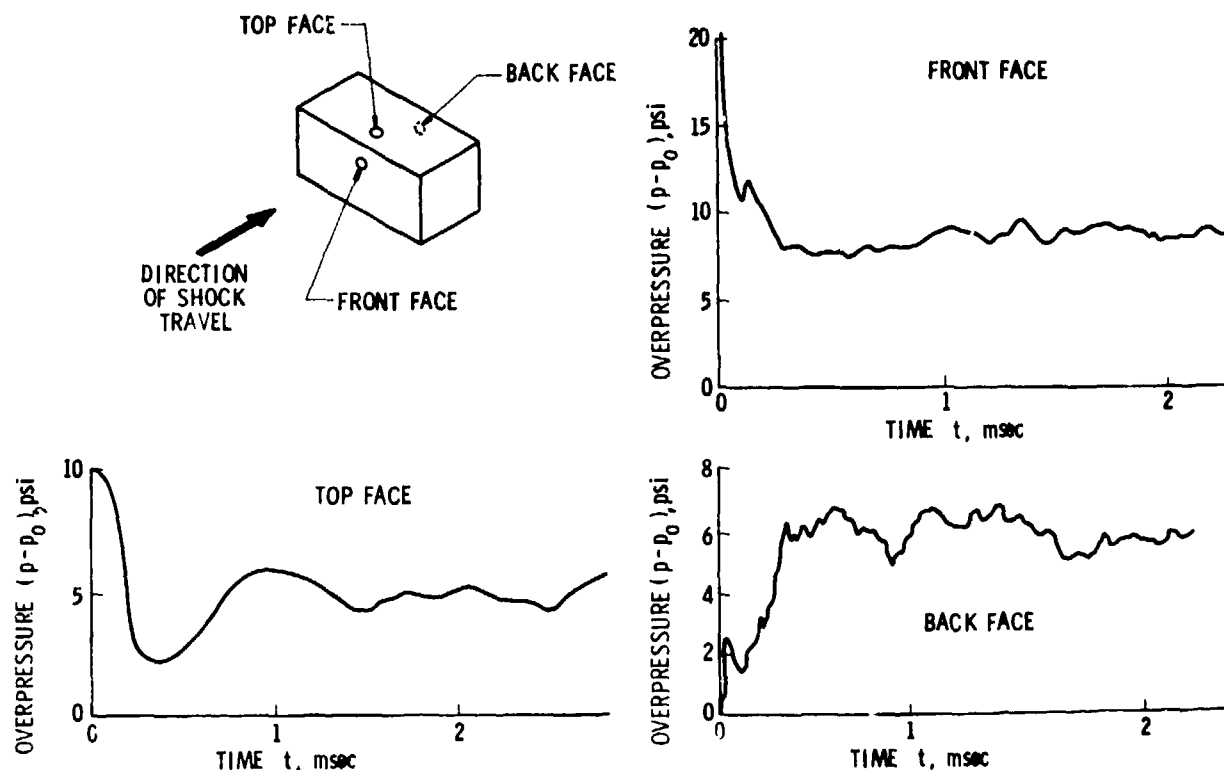 TOP FACE
BACK FACE
DIRECTION
OF SHOCK
TRAVEL
FRONT FACE
OVERPRESSURE (p-p0),psi
20
15
10
5
0
FRONT FACE
0
1
2
TIME t, msec
OVERPRESSURE (p-p0),psi
10
5
0
TOP FACE
0
1
2
TIME t, msec
OVERPRESSURE (p-p0),psi
8
6
4
2
0
BACK FACE
0
1
2
TIME t, msec